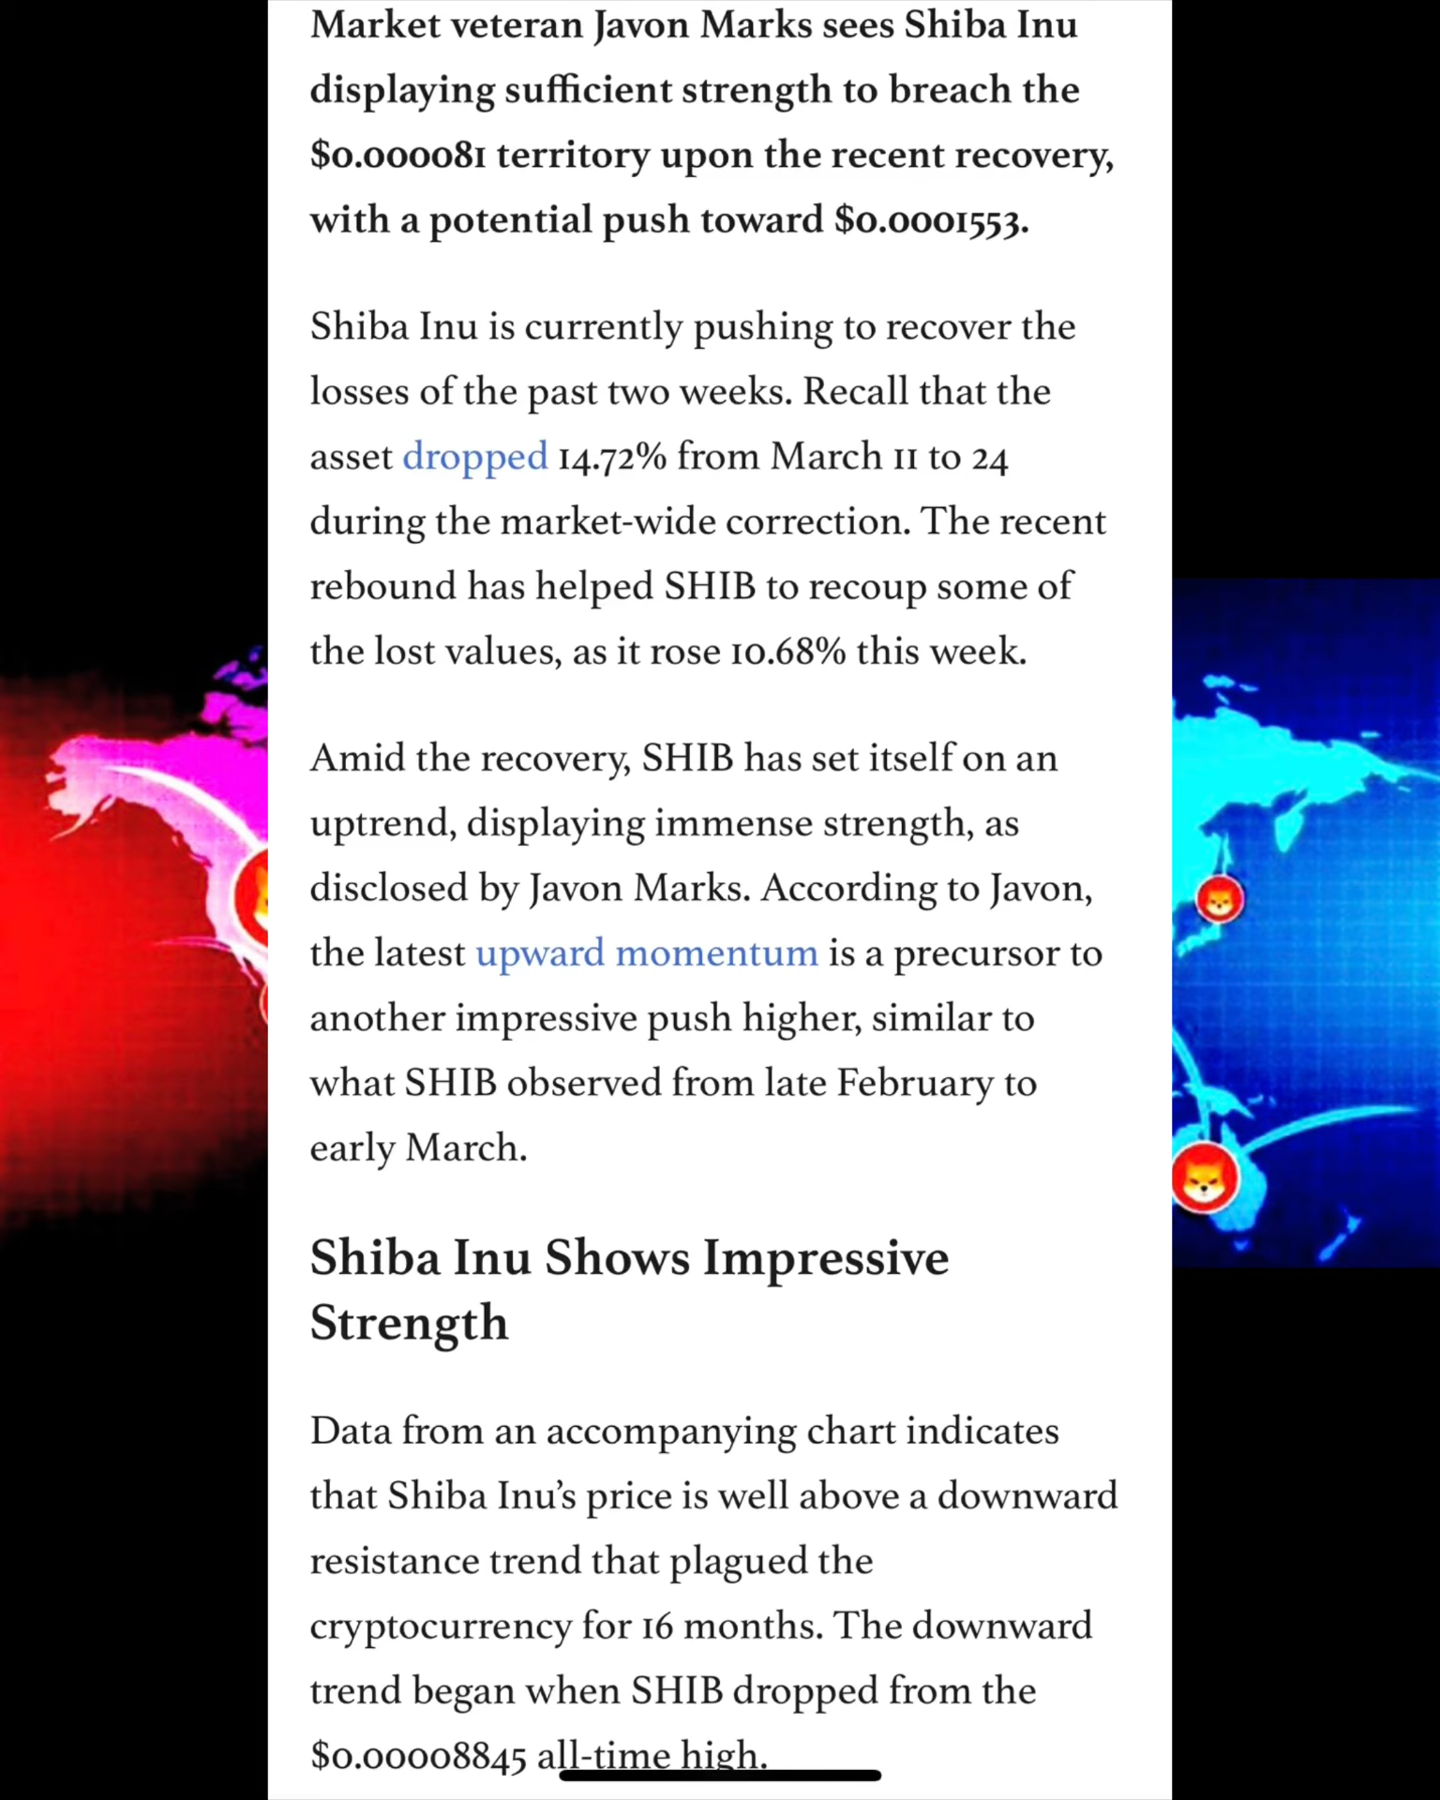 Market veteran Javon Marks sees Shiba Inu
displaying sufficient strength to breach the
$0.000081 territory upon the recent recovery,
with a potential push toward $0.0001553.
Shiba Inu is currently pushing to recover the
losses of the past two weeks. Recall that the
asset dropped 14.72% from March 11 to 24
during the market-wide correction. The recent
rebound has helped SHIB to recoup some of
the lost values, as it rose 10.68% this week.
Amid the recovery, SHIB has set itself on an
uptrend, displaying immense strength, as
disclosed by Javon Marks. According to Javon,
the latest upward momentum is a precursor to
another impressive push higher, similar to
what SHIB observed from late February to
early March.
Shiba Inu Shows Impressive
Strength
Data from an accompanying chart indicates
that Shiba Inu’s price is well above a downward
resistance trend that plagued the
cryptocurrency for 16 months. The downward
trend began when SHIB dropped from the
$0.00008845 all-time high.